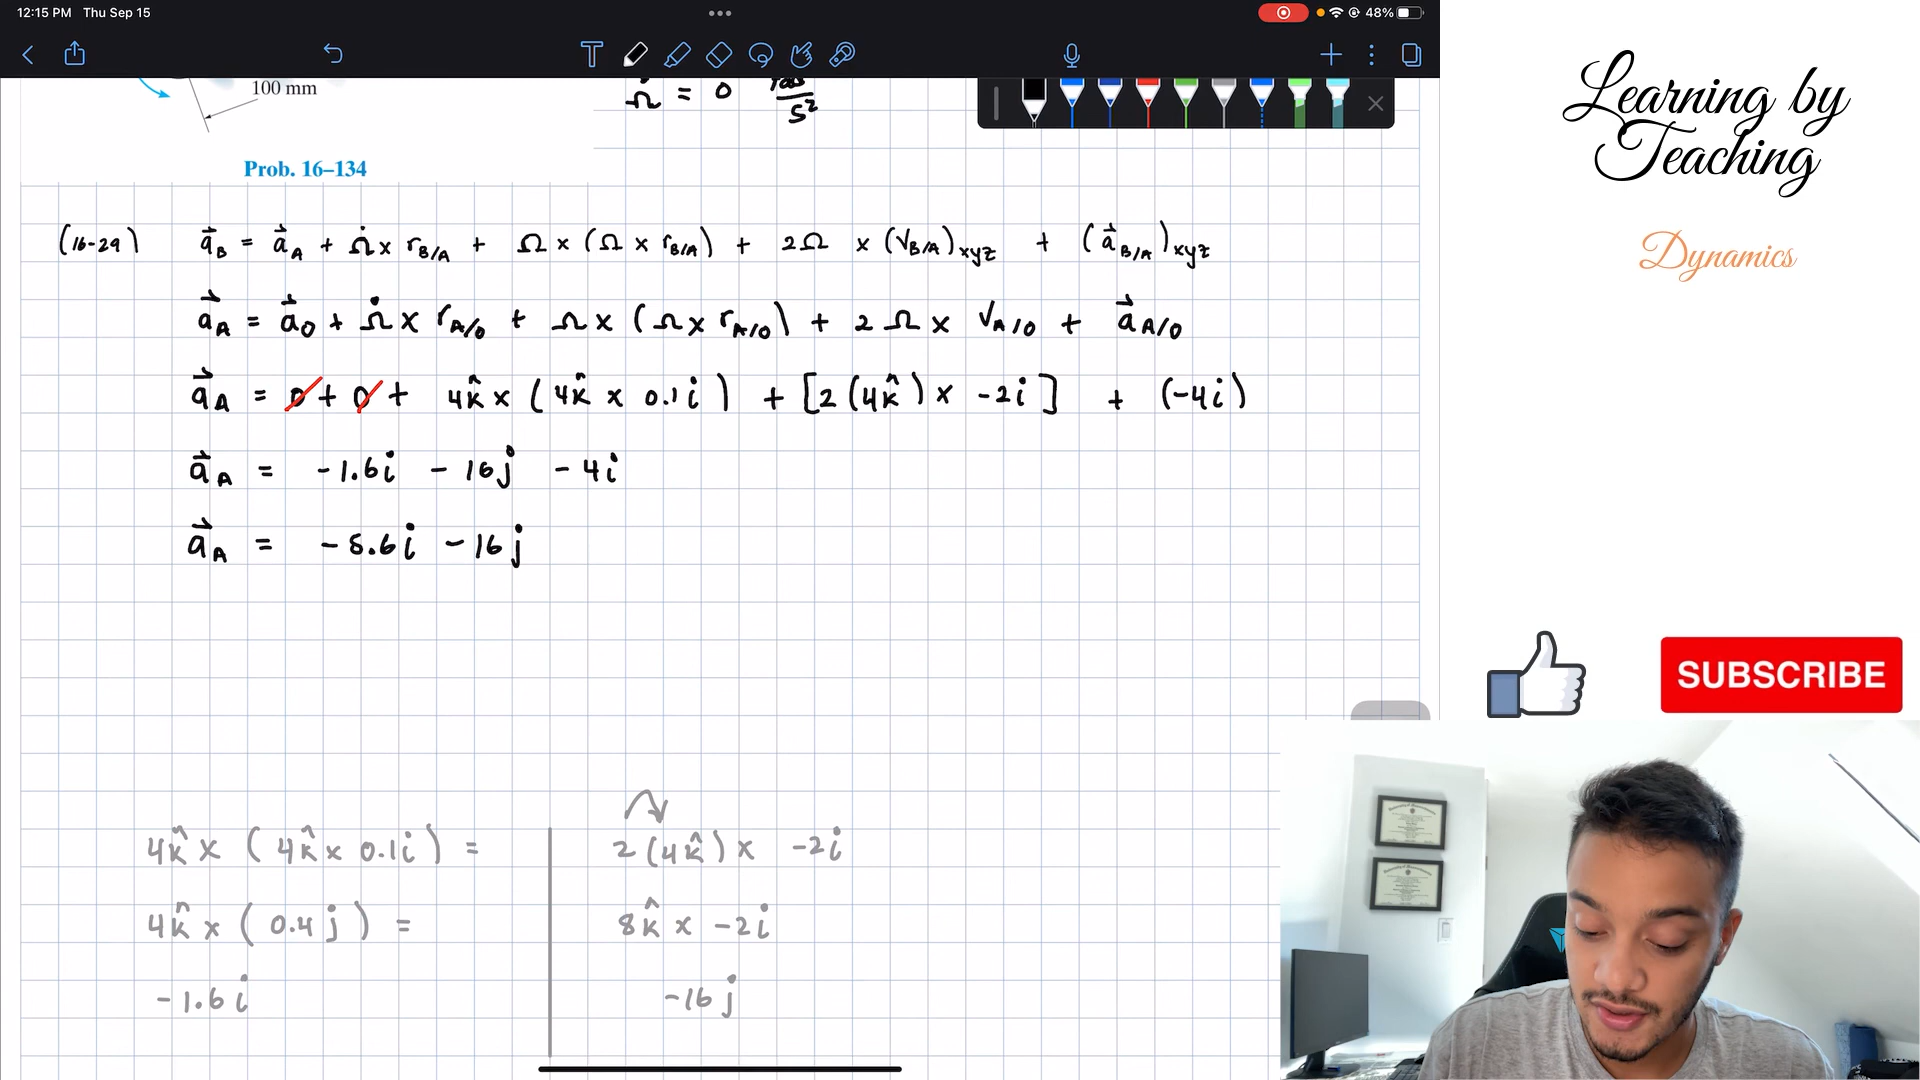 12:15 PM Thu Sep 15
48%
100 mm
Ω̇ = 0 rad/s²
Prob. 16–134
(16-29) a⃗B = a⃗A + Ω̇ × rB/A + Ω × (Ω × rB/A) + 2Ω × (VB/A)xyz + (a⃗B/A)xyz
a⃗A = a⃗O + Ω̇ × rA/O + Ω × (Ω × rA/O) + 2Ω × VA/O + a⃗A/O
a⃗A = 0 + 0 + 4k̂ × (4k̂ × 0.1i) + [2(4k̂) × -2i] + (-4i)
a⃗A = -1.6i - 16j - 4i
a⃗A = -5.6i - 16j
4k̂ × (4k̂ × 0.1i) =
4k̂ × (0.4j) =
-1.6i
2(4k̂) × -2i
8k̂ × -2i
-16j
Learning by
Teaching
Dynamics
SUBSCRIBE